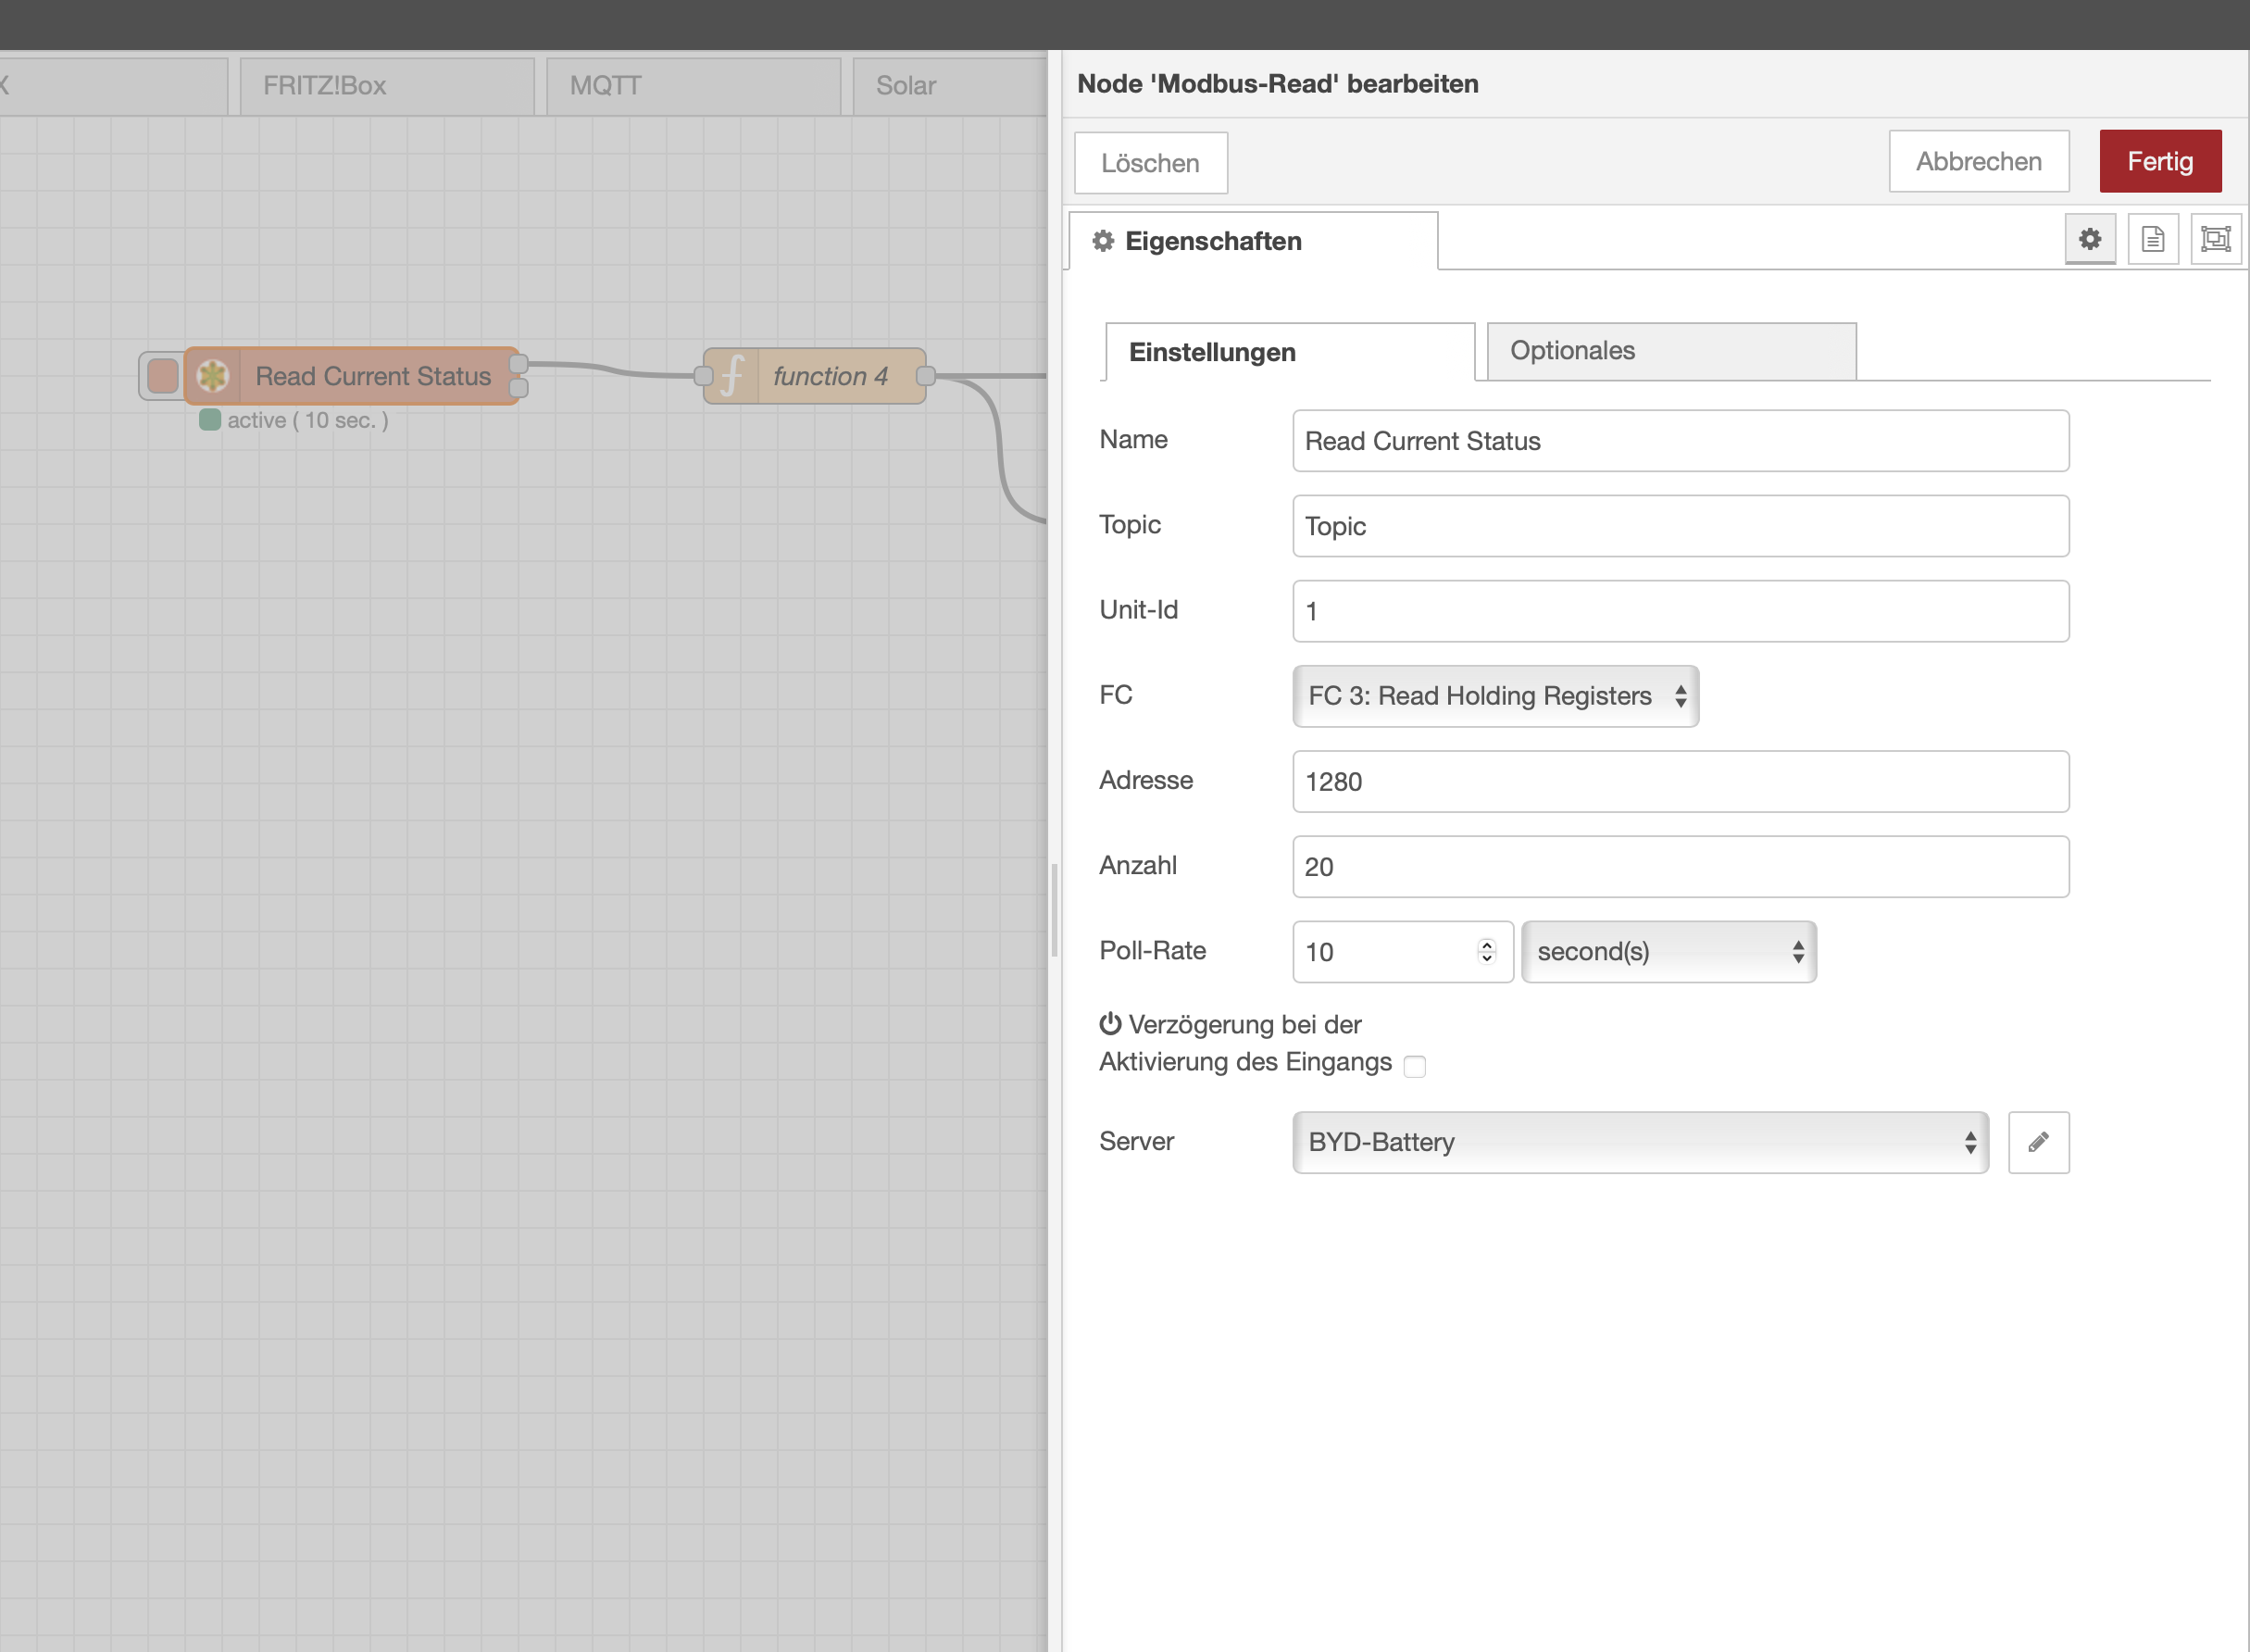 X
FRITZ!Box
MQTT
Solar
Read Current Status
function 4
active ( 10 sec. )
Node 'Modbus-Read' bearbeiten
Löschen
Abbrechen
Fertig
Eigenschaften
Einstellungen
Optionales
Name
Read Current Status
Topic
Topic
Unit-Id
1
FC
FC 3: Read Holding Registers
Adresse
1280
Anzahl
20
Poll-Rate
10
second(s)
Verzögerung bei der
Aktivierung des Eingangs
Server
BYD-Battery